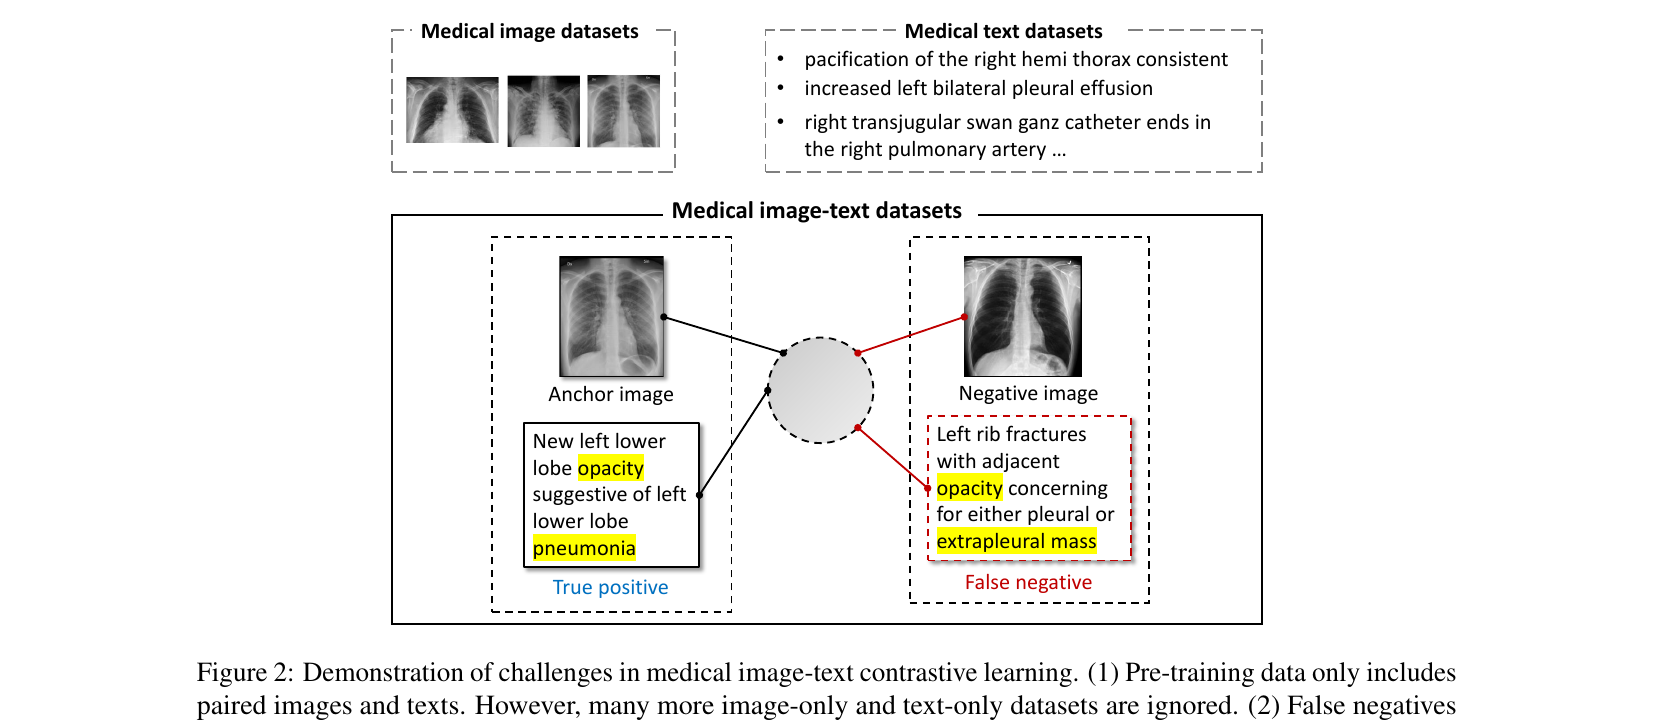 Medical image datasets
Medical text datasets
• pacification of the right hemi thorax consistent
• increased left bilateral pleural effusion
• right transjugular swan ganz catheter ends in
the right pulmonary artery ...
Medical image-text datasets
Anchor image
New left lower
lobe opacity
suggestive of left
lower lobe
pneumonia
True positive
Negative image
Left rib fractures
with adjacent
opacity concerning
for either pleural or
extrapleural mass
False negative
Figure 2: Demonstration of challenges in medical image-text contrastive learning. (1) Pre-training data only includes
paired images and texts. However, many more image-only and text-only datasets are ignored. (2) False negatives